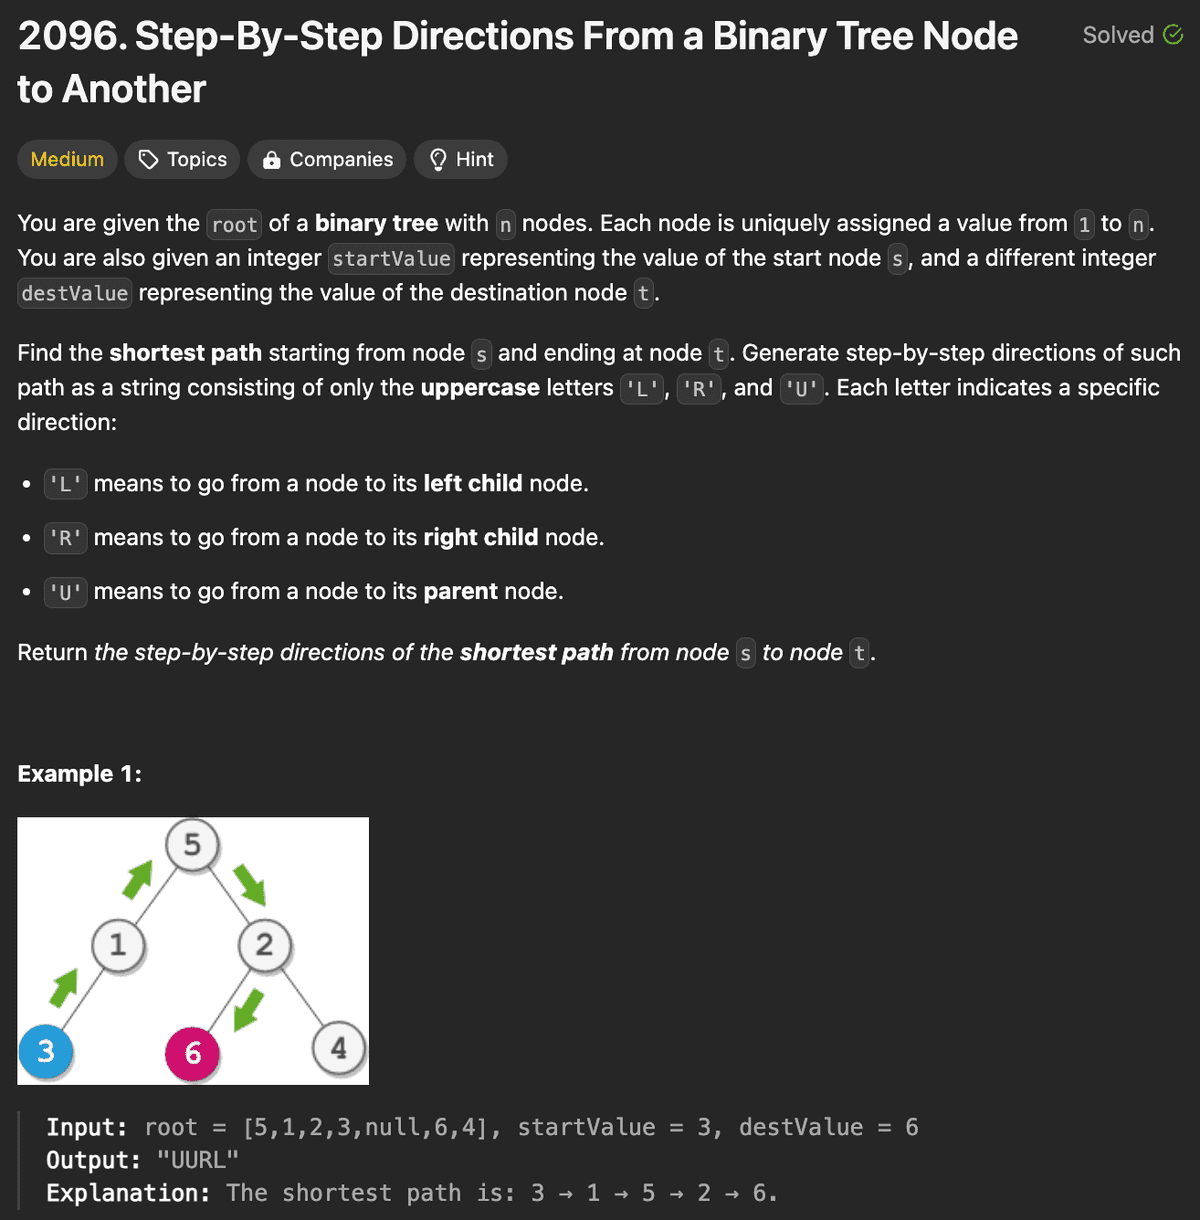 2096. Step-By-Step Directions From a Binary Tree Node
to Another
Solved
Medium
Topics
Companies
Hint
You are given the root of a binary tree with n nodes. Each node is uniquely assigned a value from 1 to n.
You are also given an integer startValue representing the value of the start node s, and a different integer
destValue representing the value of the destination node t.
Find the shortest path starting from node s and ending at node t. Generate step-by-step directions of such
path as a string consisting of only the uppercase letters 'L', 'R', and 'U'. Each letter indicates a specific
direction:
• 'L' means to go from a node to its left child node.
• 'R' means to go from a node to its right child node.
• 'U' means to go from a node to its parent node.
Return the step-by-step directions of the shortest path from node s to node t.
Example 1:
5
1
2
3
6
4
Input: root = [5,1,2,3,null,6,4], startValue = 3, destValue = 6
Output: "UURL"
Explanation: The shortest path is: 3 → 1 → 5 → 2 → 6.